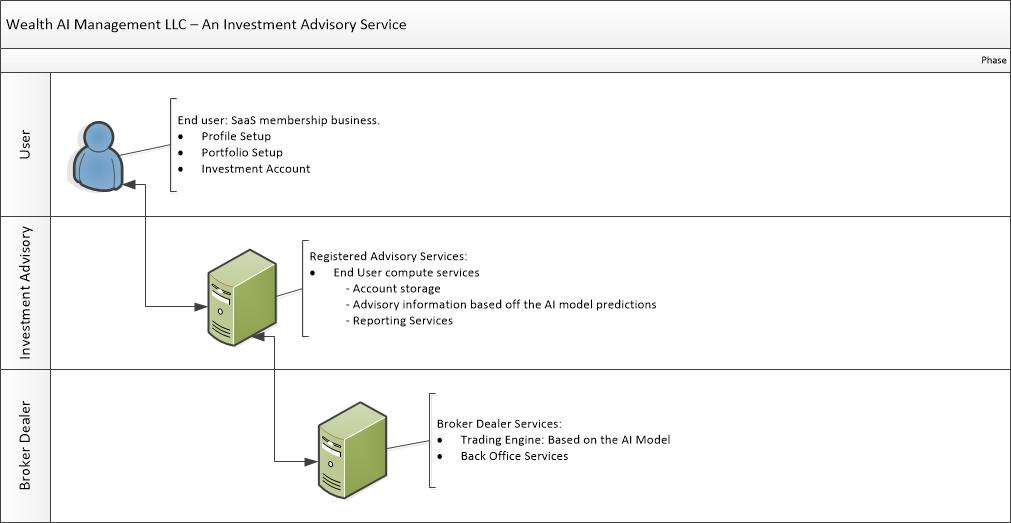 Wealth AI Management LLC – An Investment Advisory Service
Phase
User
End user: SaaS membership business.
● Profile Setup
● Portfolio Setup
● Investment Account
Investment Advisory
Registered Advisory Services:
● End User compute services
- Account storage
- Advisory information based off the AI model predictions
- Reporting Services
Broker Dealer
Broker Dealer Services:
● Trading Engine: Based on the AI Model
● Back Office Services